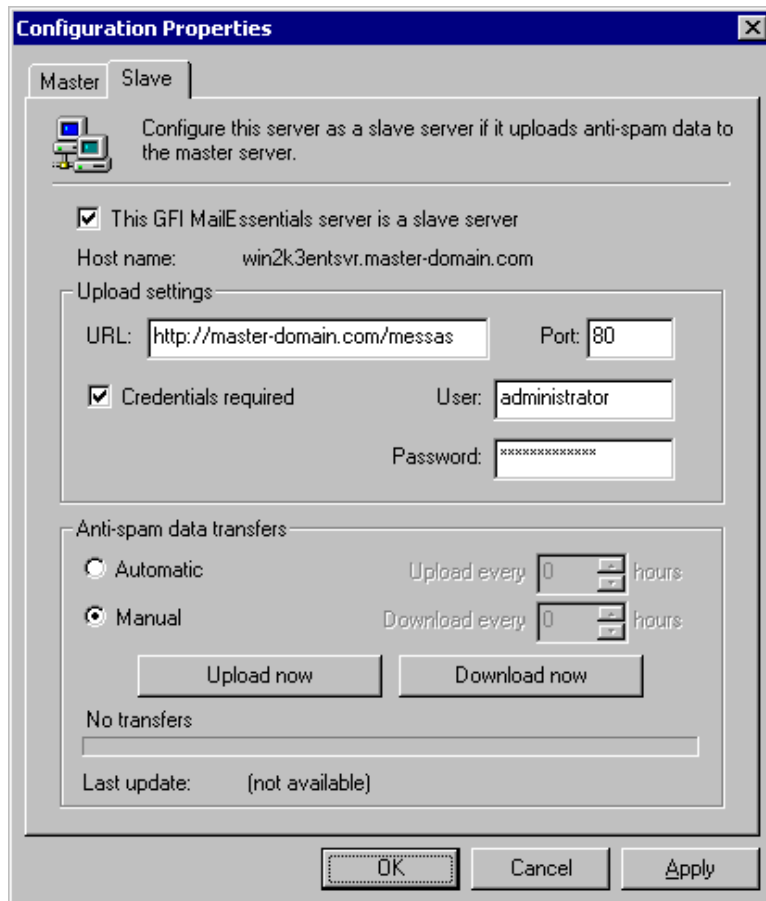 Configuration Properties
Master Slave
Configure this server as a slave server if it uploads anti-spam data to
the master server.
This GFI MailEssentials server is a slave server
Host name: win2k3entsvr.master-domain.com
Upload settings
URL: http://master-domain.com/messas Port: 80
Credentials required User: administrator
Password: *************
Anti-spam data transfers
Automatic Upload every 0 hours
Manual Download every 0 hours
Upload now Download now
No transfers
Last update: (not available)
OK Cancel Apply